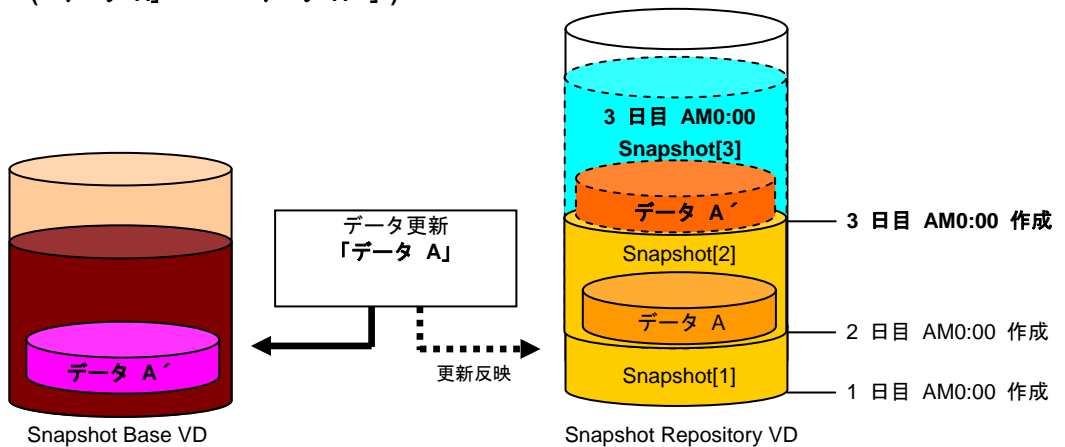 3 日目 AM0:00
Snapshot[3]
データ A´
3 日目 AM0:00 作成
データ更新
「データ A」
Snapshot[2]
データ A
2 日目 AM0:00 作成
データ A´
更新反映
Snapshot[1]
1 日目 AM0:00 作成
Snapshot Base VD
Snapshot Repository VD